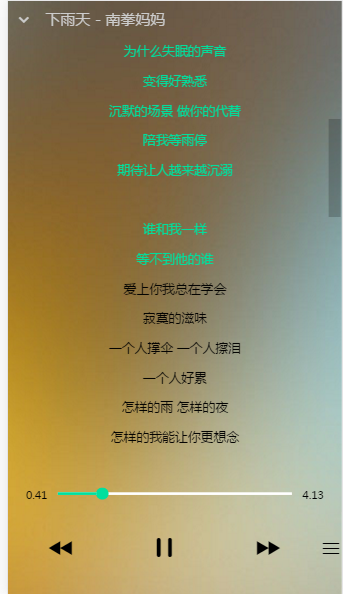 下雨天 - 南拳妈妈
为什么失眠的声音
变得好熟悉
沉默的场景 做你的代替
陪我等雨停
期待让人越来越沉溺
谁和我一样
等不到他的谁
爱上你我总在学会
寂寞的滋味
一个人撑伞 一个人擦泪
一个人好累
怎样的雨 怎样的夜
怎样的我能让你更想念
0.41 4.13